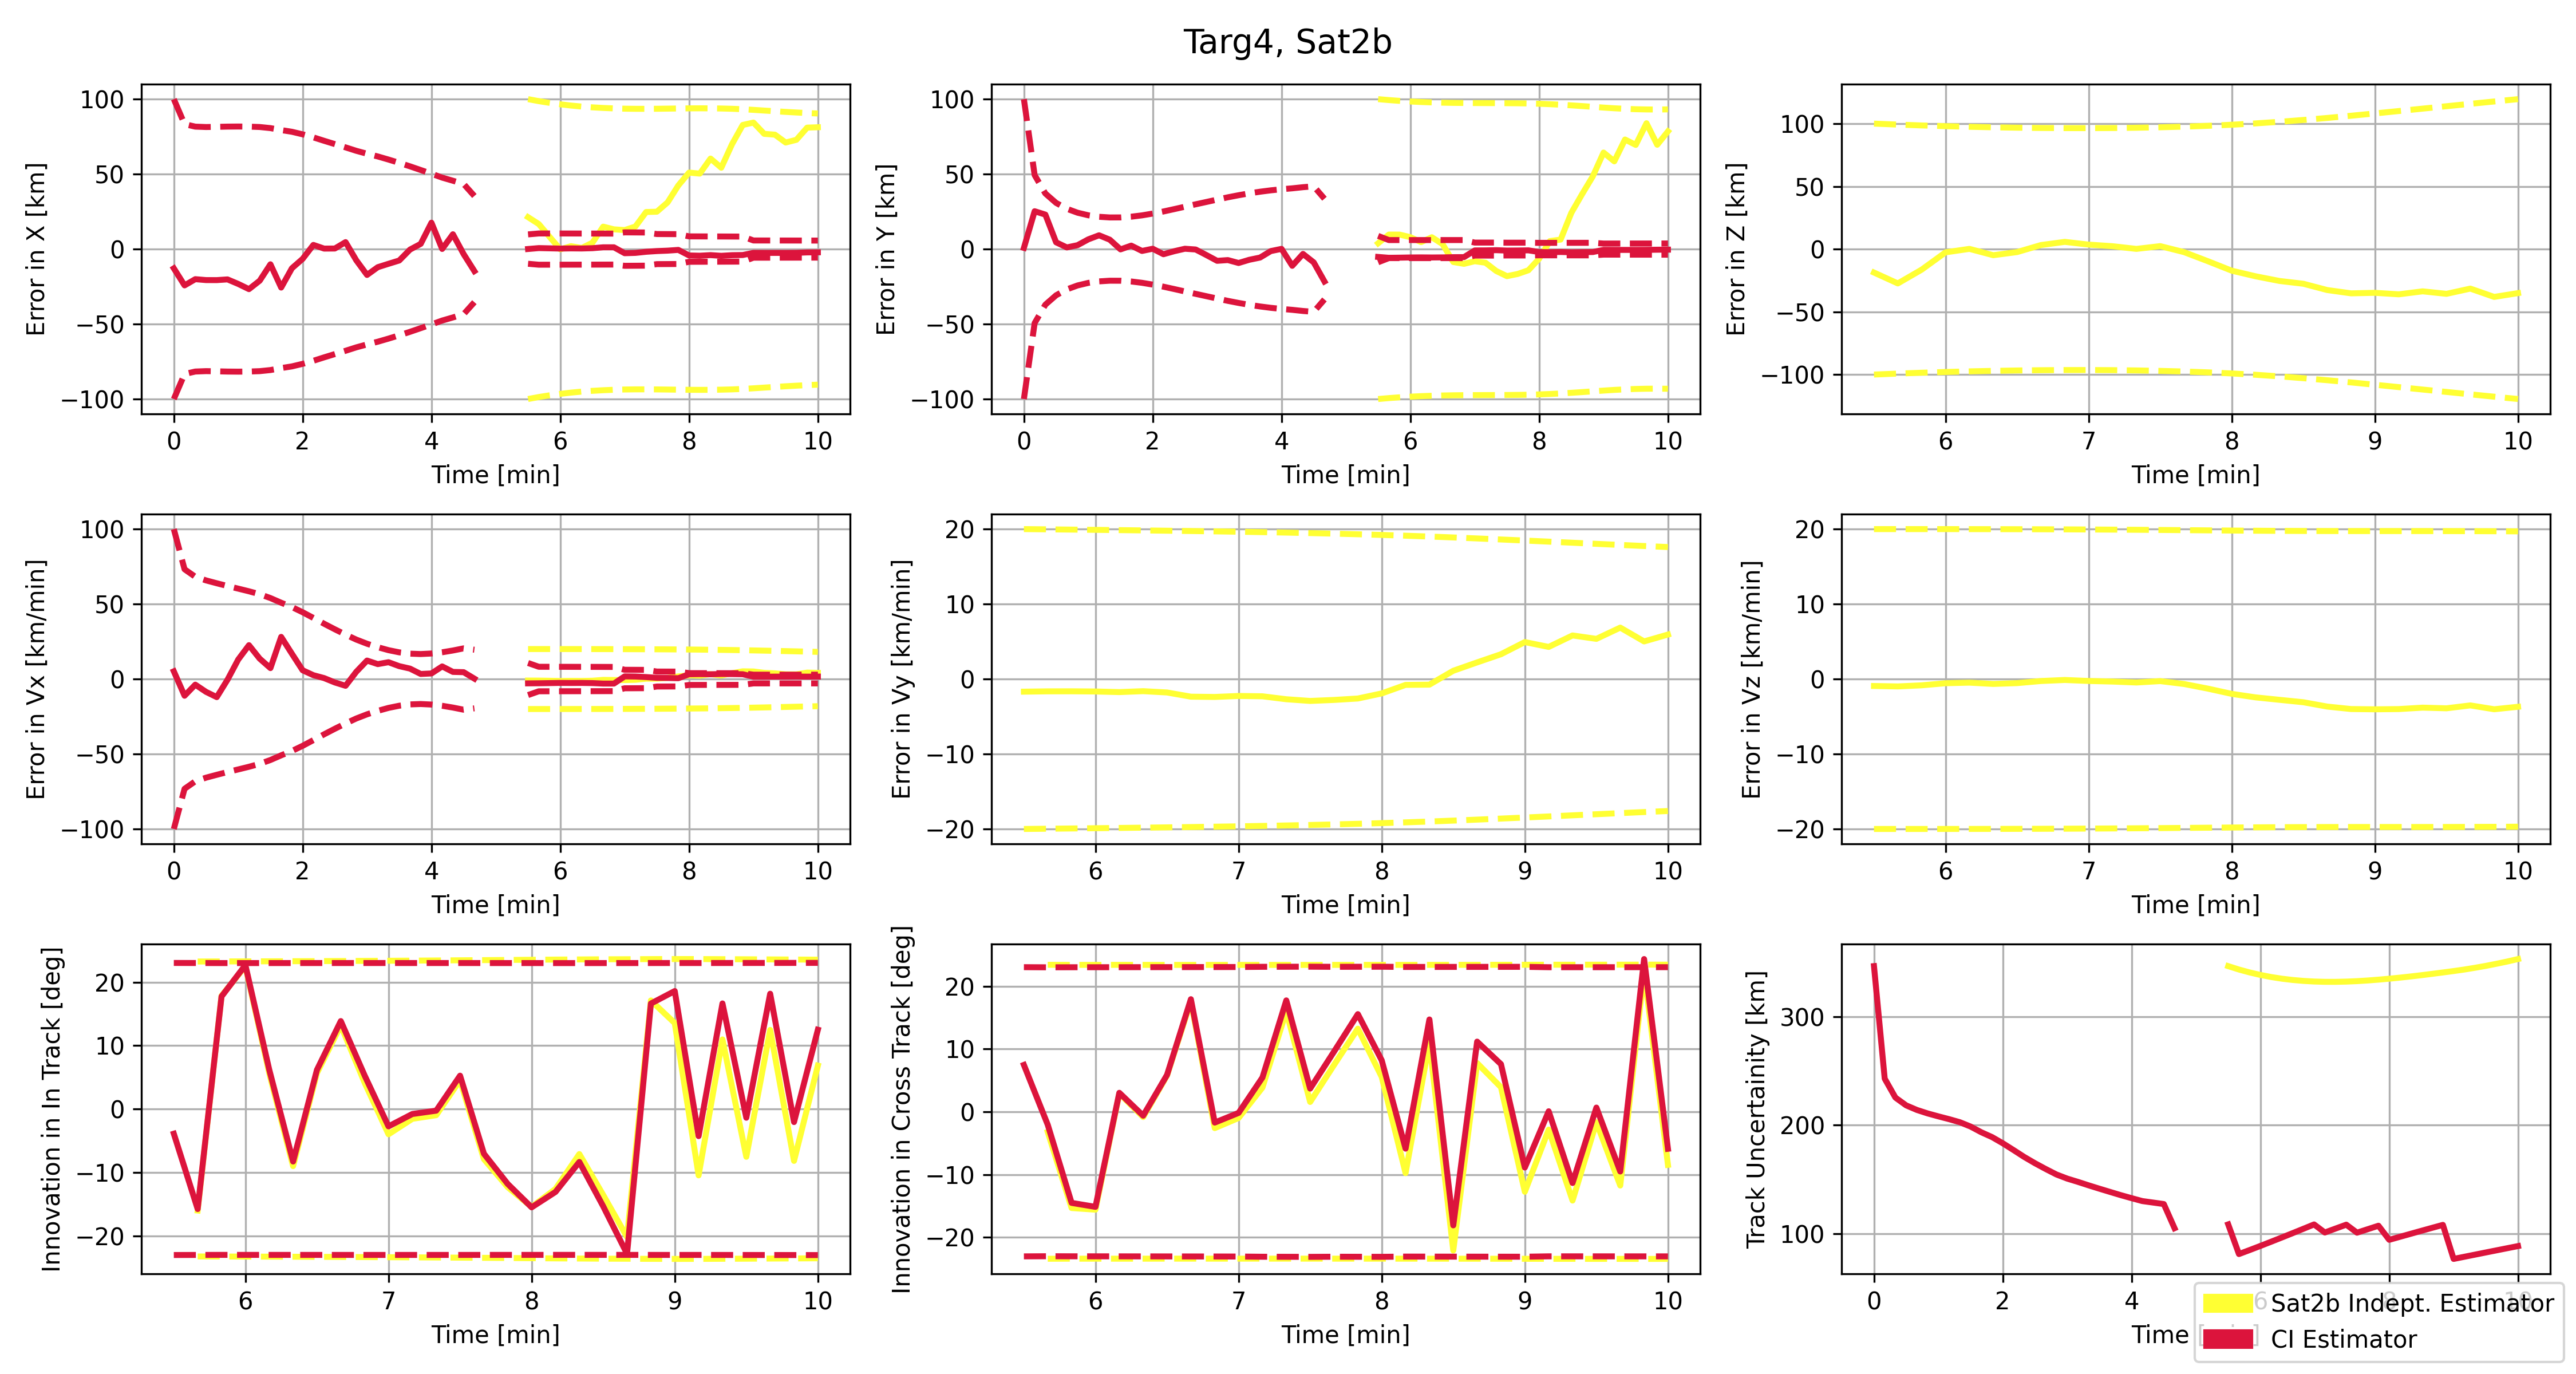 Targ4, Sat2b
Error in X [km]
100
50
0
−50
−100
0 2 4 6 8 10
Time [min]
Error in Y [km]
100
50
0
−50
−100
0 2 4 6 8 10
Time [min]
Error in Z [km]
100
50
0
−50
−100
6 7 8 9 10
Time [min]
Error in Vx [km/min]
100
50
0
−50
−100
0 2 4 6 8 10
Time [min]
Error in Vy [km/min]
20
10
0
−10
−20
6 7 8 9 10
Time [min]
Error in Vz [km/min]
20
10
0
−10
−20
6 7 8 9 10
Time [min]
Innovation in In Track [deg]
20
10
0
−10
−20
6 7 8 9 10
Time [min]
Innovation in Cross Track [deg]
20
10
0
−10
−20
6 7 8 9 10
Time [min]
Track Uncertainity [km]
300
200
100
0 2 4 6 8 10
Time [min]
Sat2b Indept. Estimator
CI Estimator